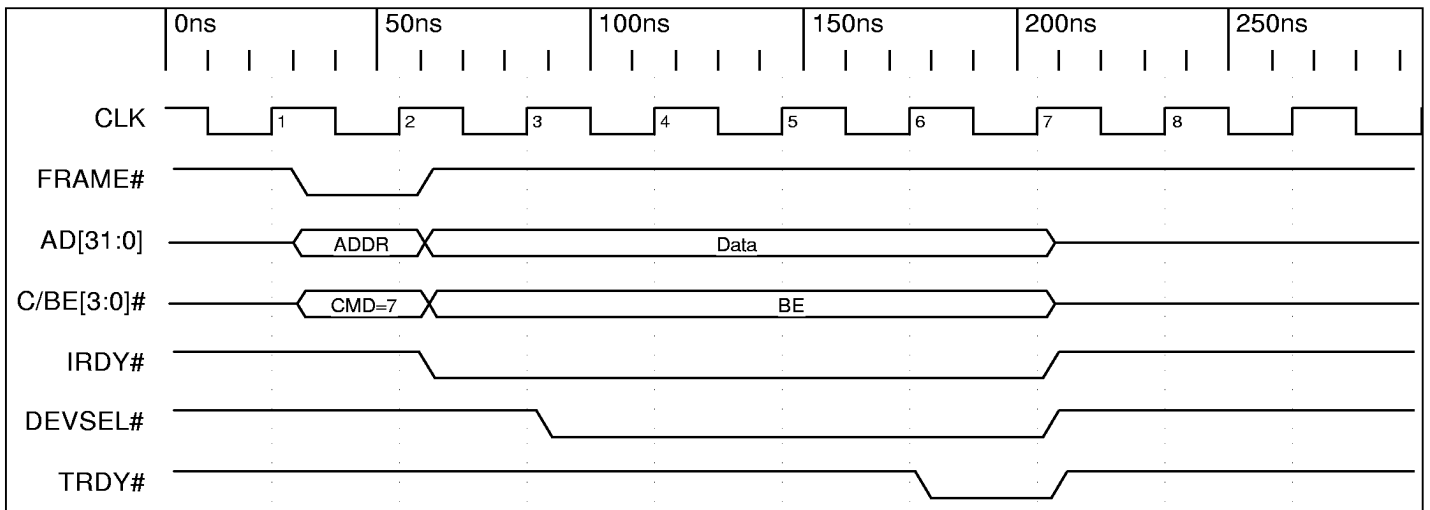 0ns 50ns 100ns 150ns 200ns 250ns
CLK 1 2 3 4 5 6 7 8
FRAME#
AD[31:0] ADDR Data
C/BE[3:0]# CMD=7 BE
IRDY#
DEVSEL#
TRDY#